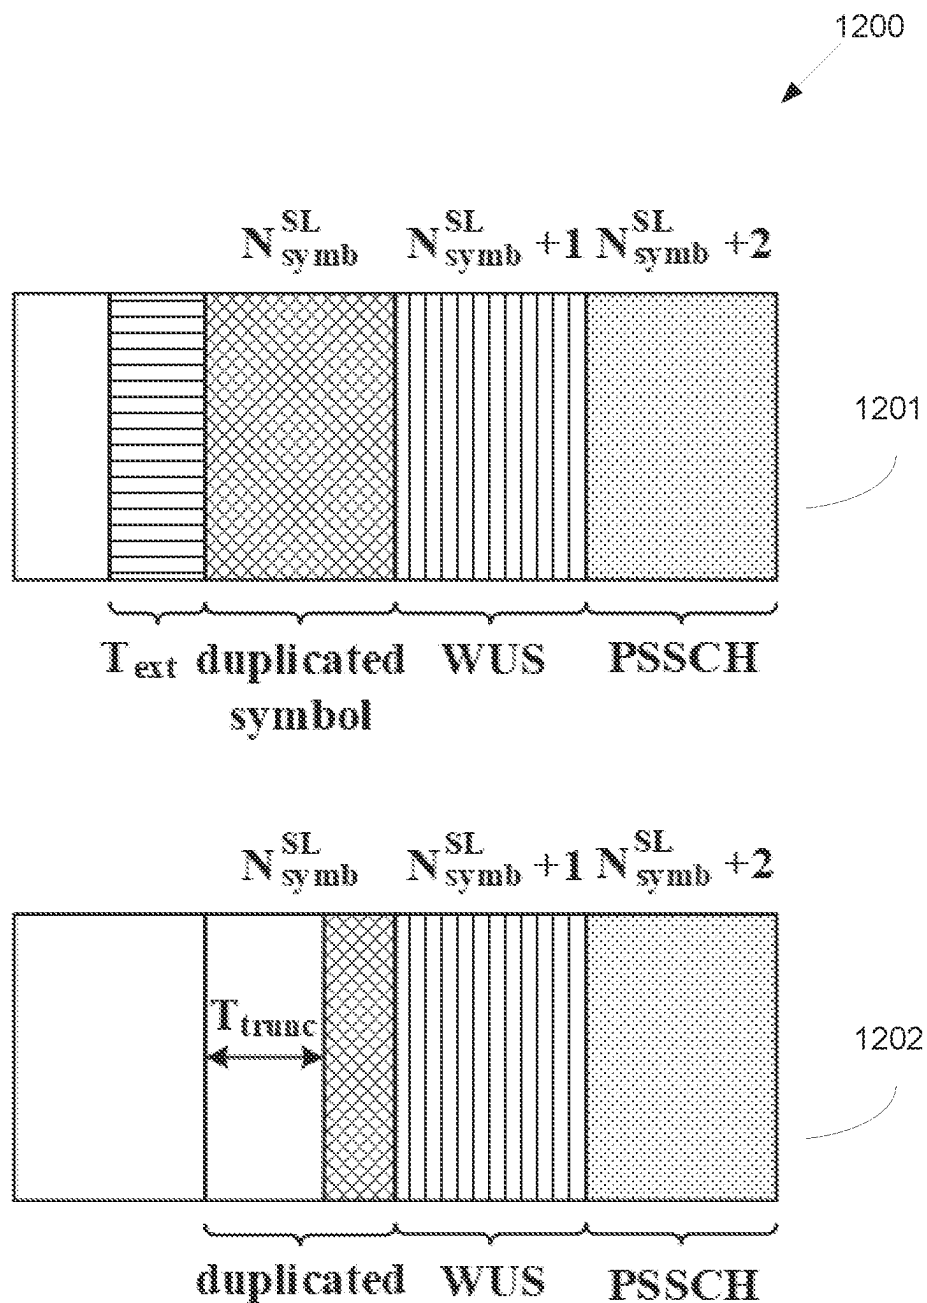 1200
N^SL_symb N^SL_symb +1 N^SL_symb +2
1201
T_ext duplicated symbol WUS PSSCH
N^SL_symb N^SL_symb +1 N^SL_symb +2
T_trunc
1202
duplicated WUS PSSCH